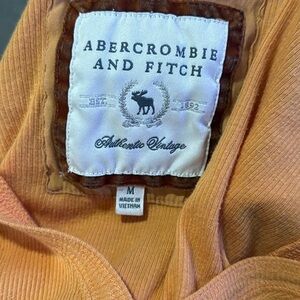 ABERCROMBIE
AND FITCH
EST. 1892
Authentic Vintage
M
MADE IN
VIETNAM